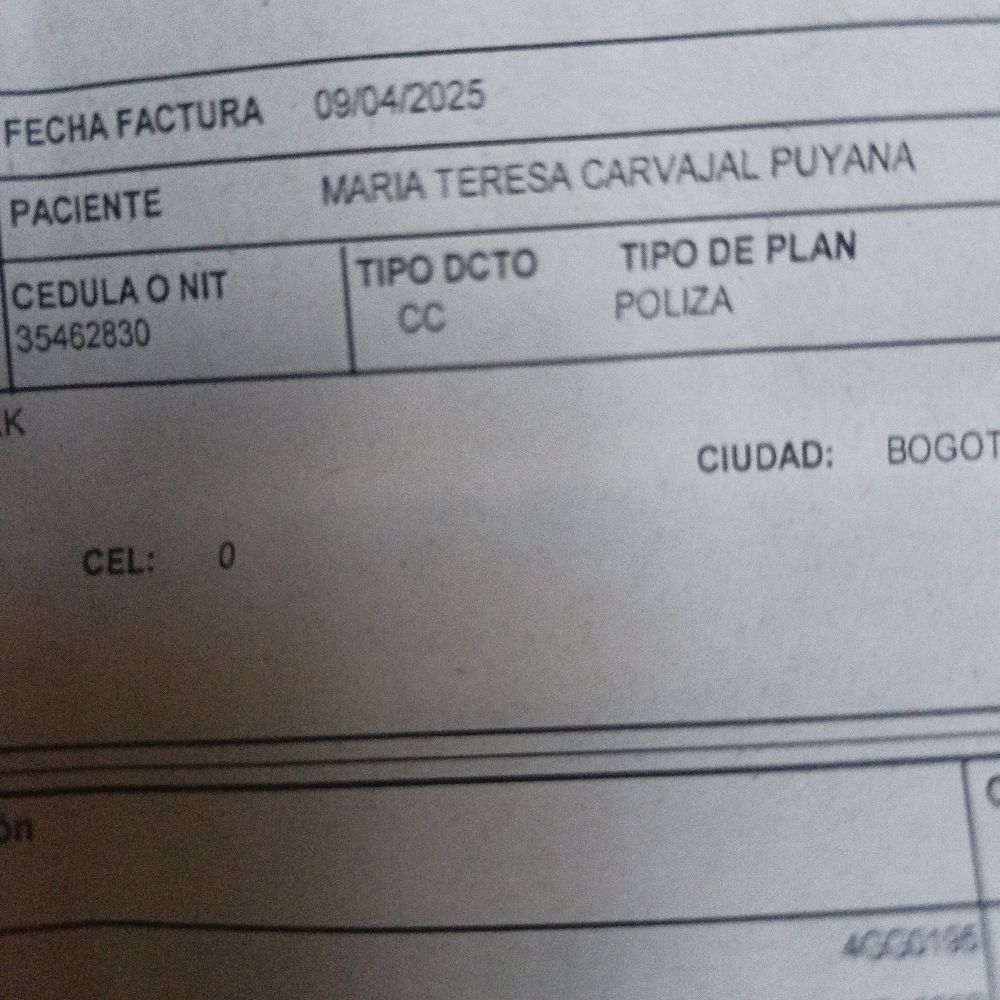 FECHA FACTURA 09/04/2025
PACIENTE MARIA TERESA CARVAJAL PUYANA
CEDULA O NIT TIPO DCTO TIPO DE PLAN
35462830 CC POLIZA
CIUDAD: BOGOT
CEL: 0
ón